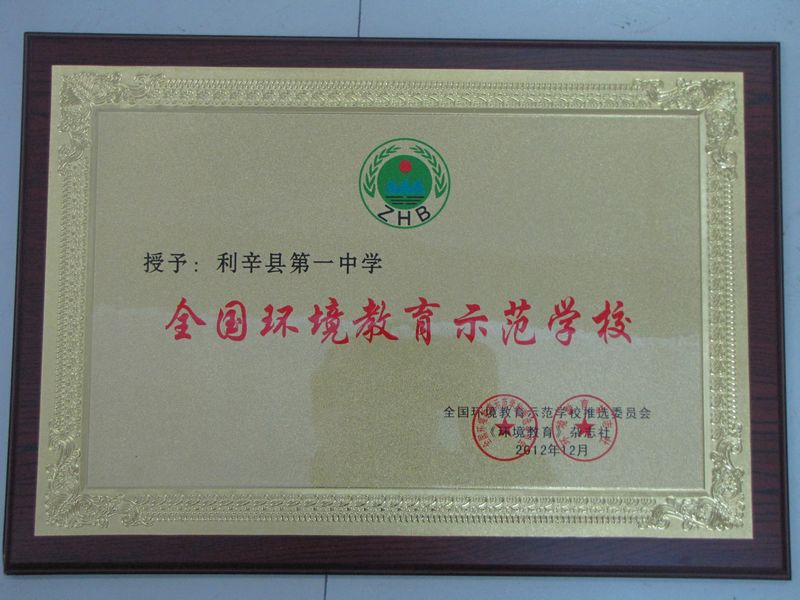 ZHB
授予：利辛县第一中学
全国环境教育示范学校
全国环境教育示范学校推选委员会
《环境教育》杂志社
2012年12月